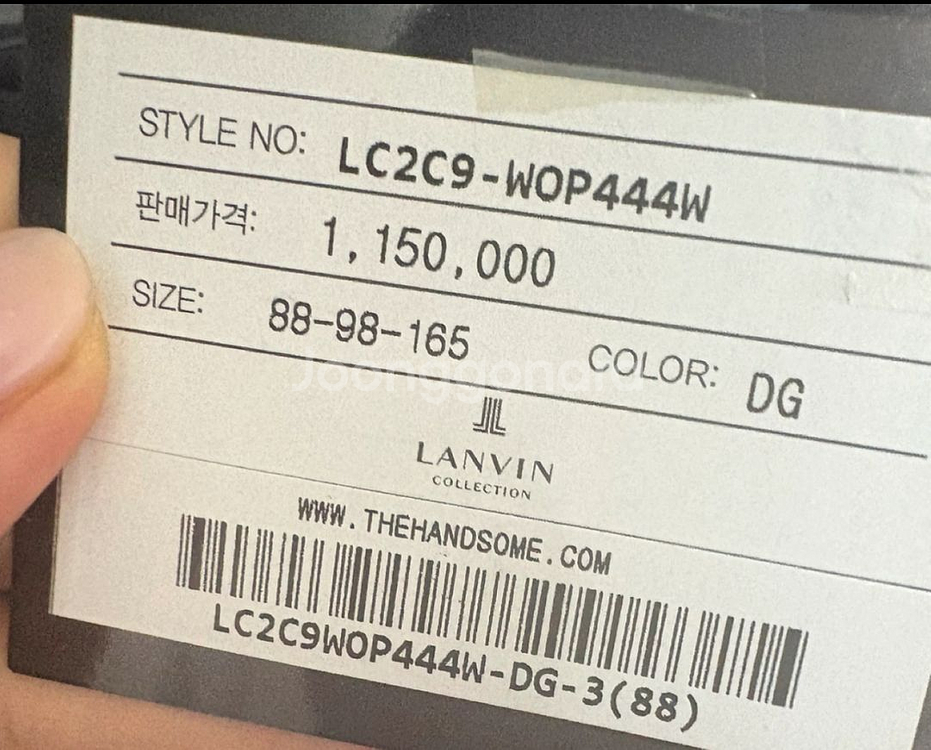 STYLE NO: LC2C9-WOP444W
판매가격: 1,150,000
SIZE: 88-98-165 COLOR: DG
Joonggonara
LANVIN
COLLECTION
WWW.THEHANDSOME.COM
LC2C9WOP444W-DG-3(88)